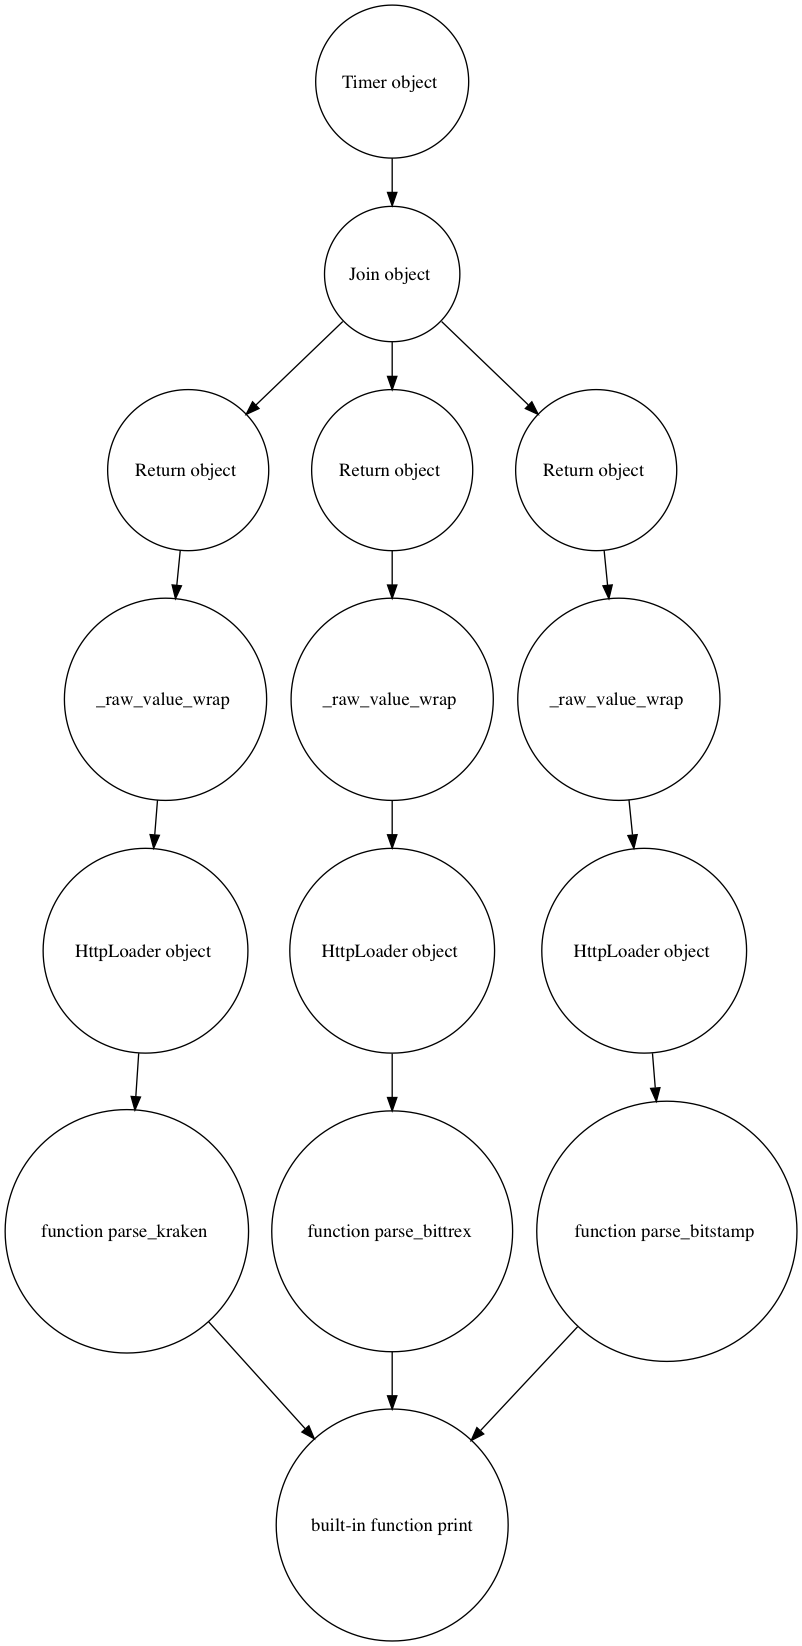 Timer object
Join object
Return object
Return object
Return object
_raw_value_wrap
_raw_value_wrap
_raw_value_wrap
HttpLoader object
HttpLoader object
HttpLoader object
function parse_kraken
function parse_bittrex
function parse_bitstamp
built-in function print